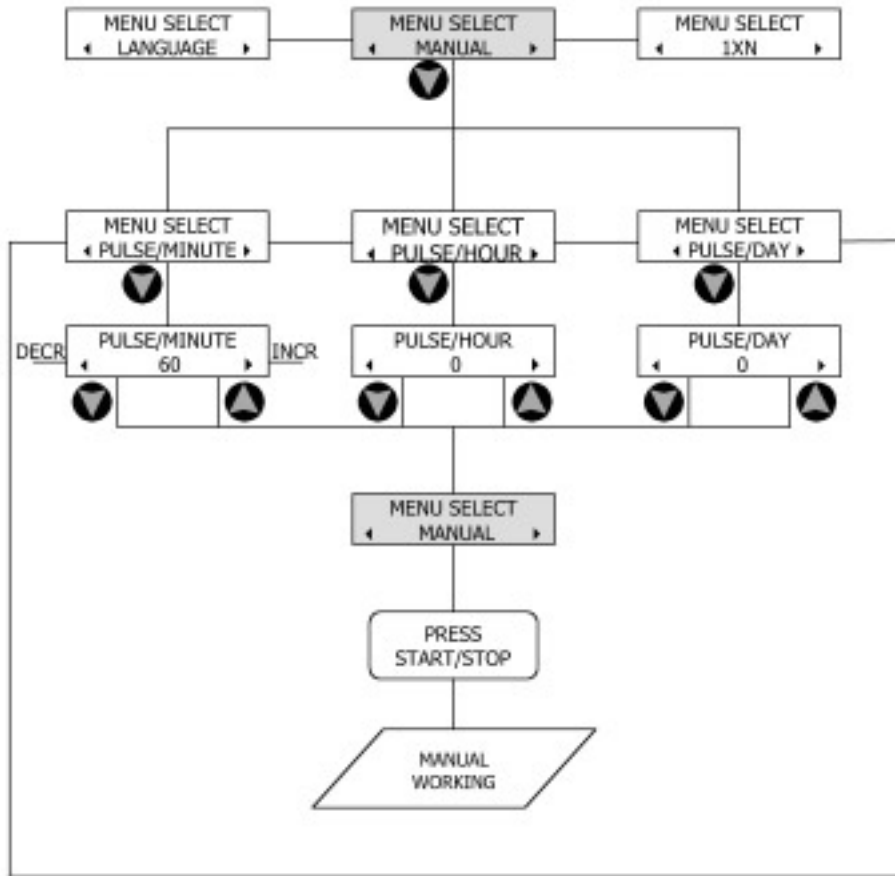 MENU SELECT
LANGUAGE
MENU SELECT
MANUAL
MENU SELECT
1XN
MENU SELECT
PULSE/MINUTE
MENU SELECT
PULSE/HOUR
MENU SELECT
PULSE/DAY
DECR
PULSE/MINUTE
60
INCR
PULSE/HOUR
0
PULSE/DAY
0
MENU SELECT
MANUAL
PRESS
START/STOP
MANUAL
WORKING